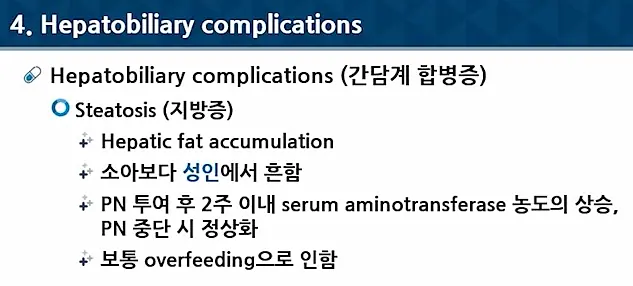 4. Hepatobiliary complications
Hepatobiliary complications (간담계 합병증)
Steatosis (지방증)
Hepatic fat accumulation
소아보다 성인에서 흔함
PN 투여 후 2주 이내 serum aminotransferase 농도의 상승,
PN 중단 시 정상화
보통 overfeeding으로 인함